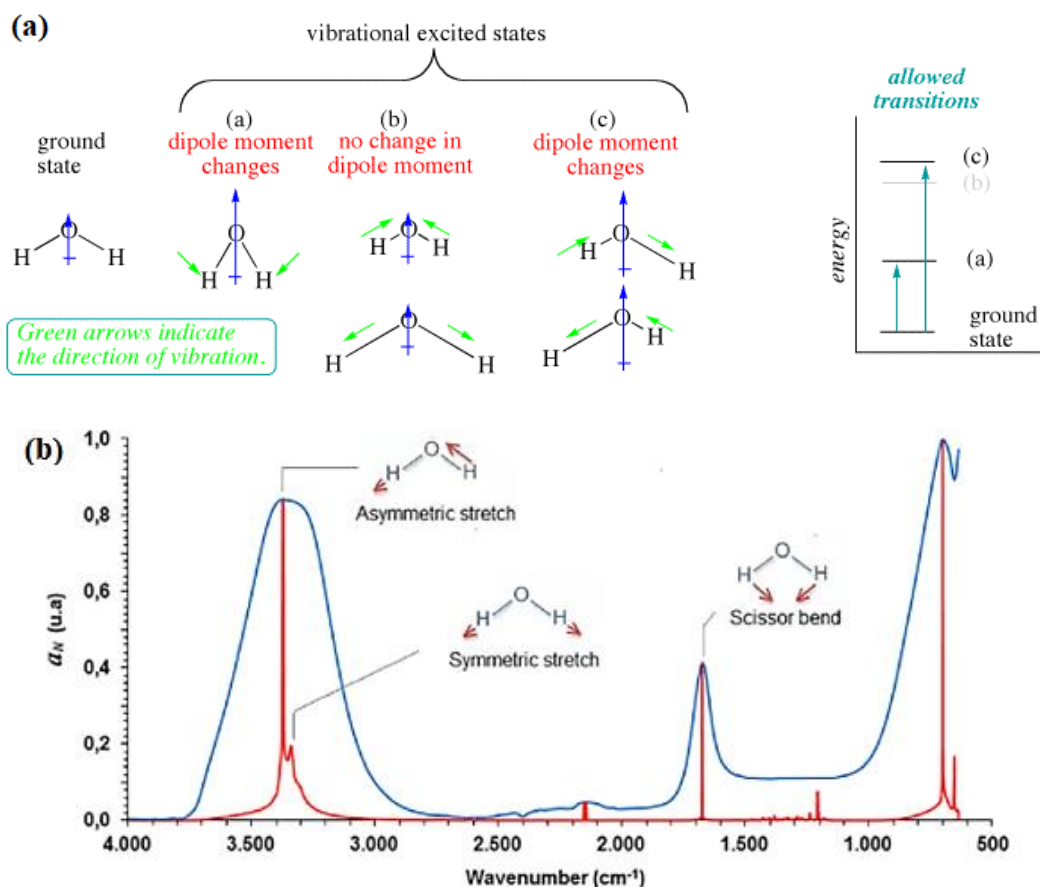 (a)
vibrational excited states
ground
state
(a)
dipole moment
changes
(b)
no change in
dipole moment
(c)
dipole moment
changes
O
H H
O
H H
O
H H
O
H H
O
H
H
O
H
H
Green arrows indicate
the direction of vibration.
allowed
transitions
energy
(c)
(b)
(a)
ground
state
(b)
1,0
0,8
0,6
0,4
0,2
0,0
a_N (u.a)
O
H H
Asymmetric stretch
O
H H
Symmetric stretch
O
H H
Scissor bend
4.000 3.500 3.000 2.500 2.000 1.500 1.000 500
Wavenumber (cm⁻¹)